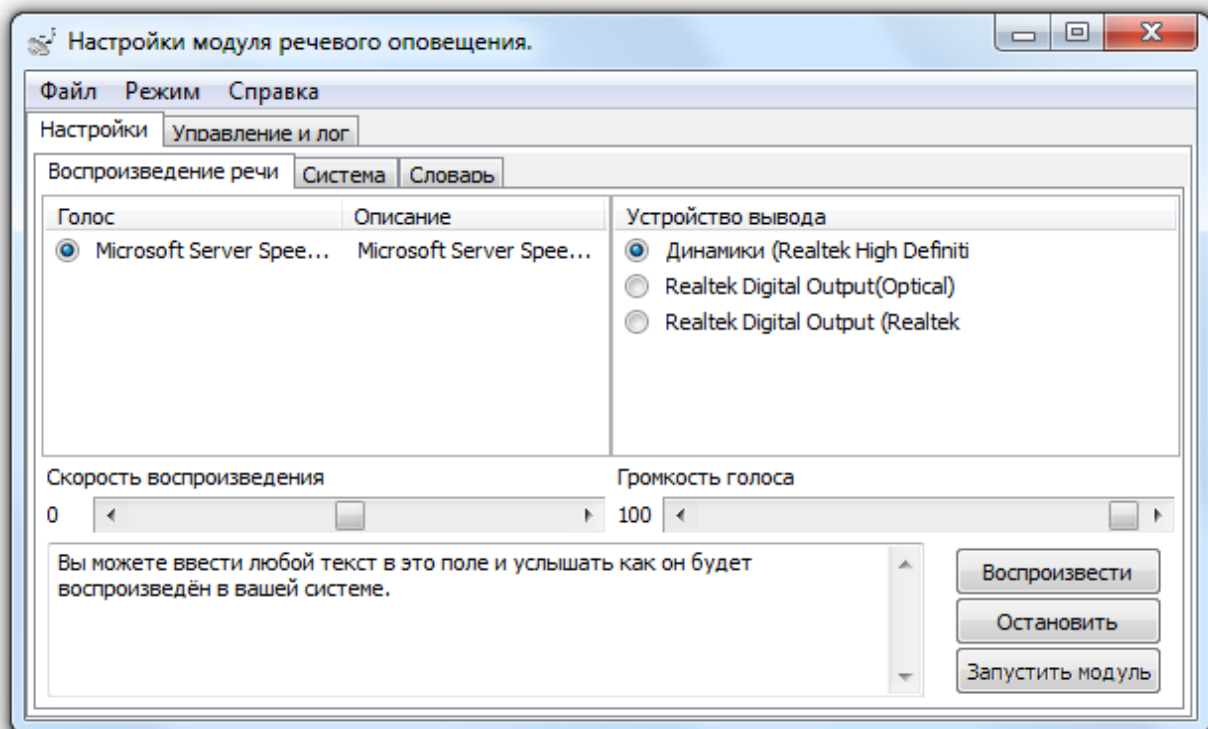 Настройки модуля речевого оповещения.
Файл Режим Справка
Настройки Управление и лог
Воспроизведение речи Система Словарь
Голос Описание Устройство вывода
Microsoft Server Spee... Microsoft Server Spee... Динамики (Realtek High Definiti
Realtek Digital Output(Optical)
Realtek Digital Output (Realtek
Скорость воспроизведения Громкость голоса
0 100
Вы можете ввести любой текст в это поле и услышать как он будет
воспроизведён в вашей системе.
Воспроизвести
Остановить
Запустить модуль